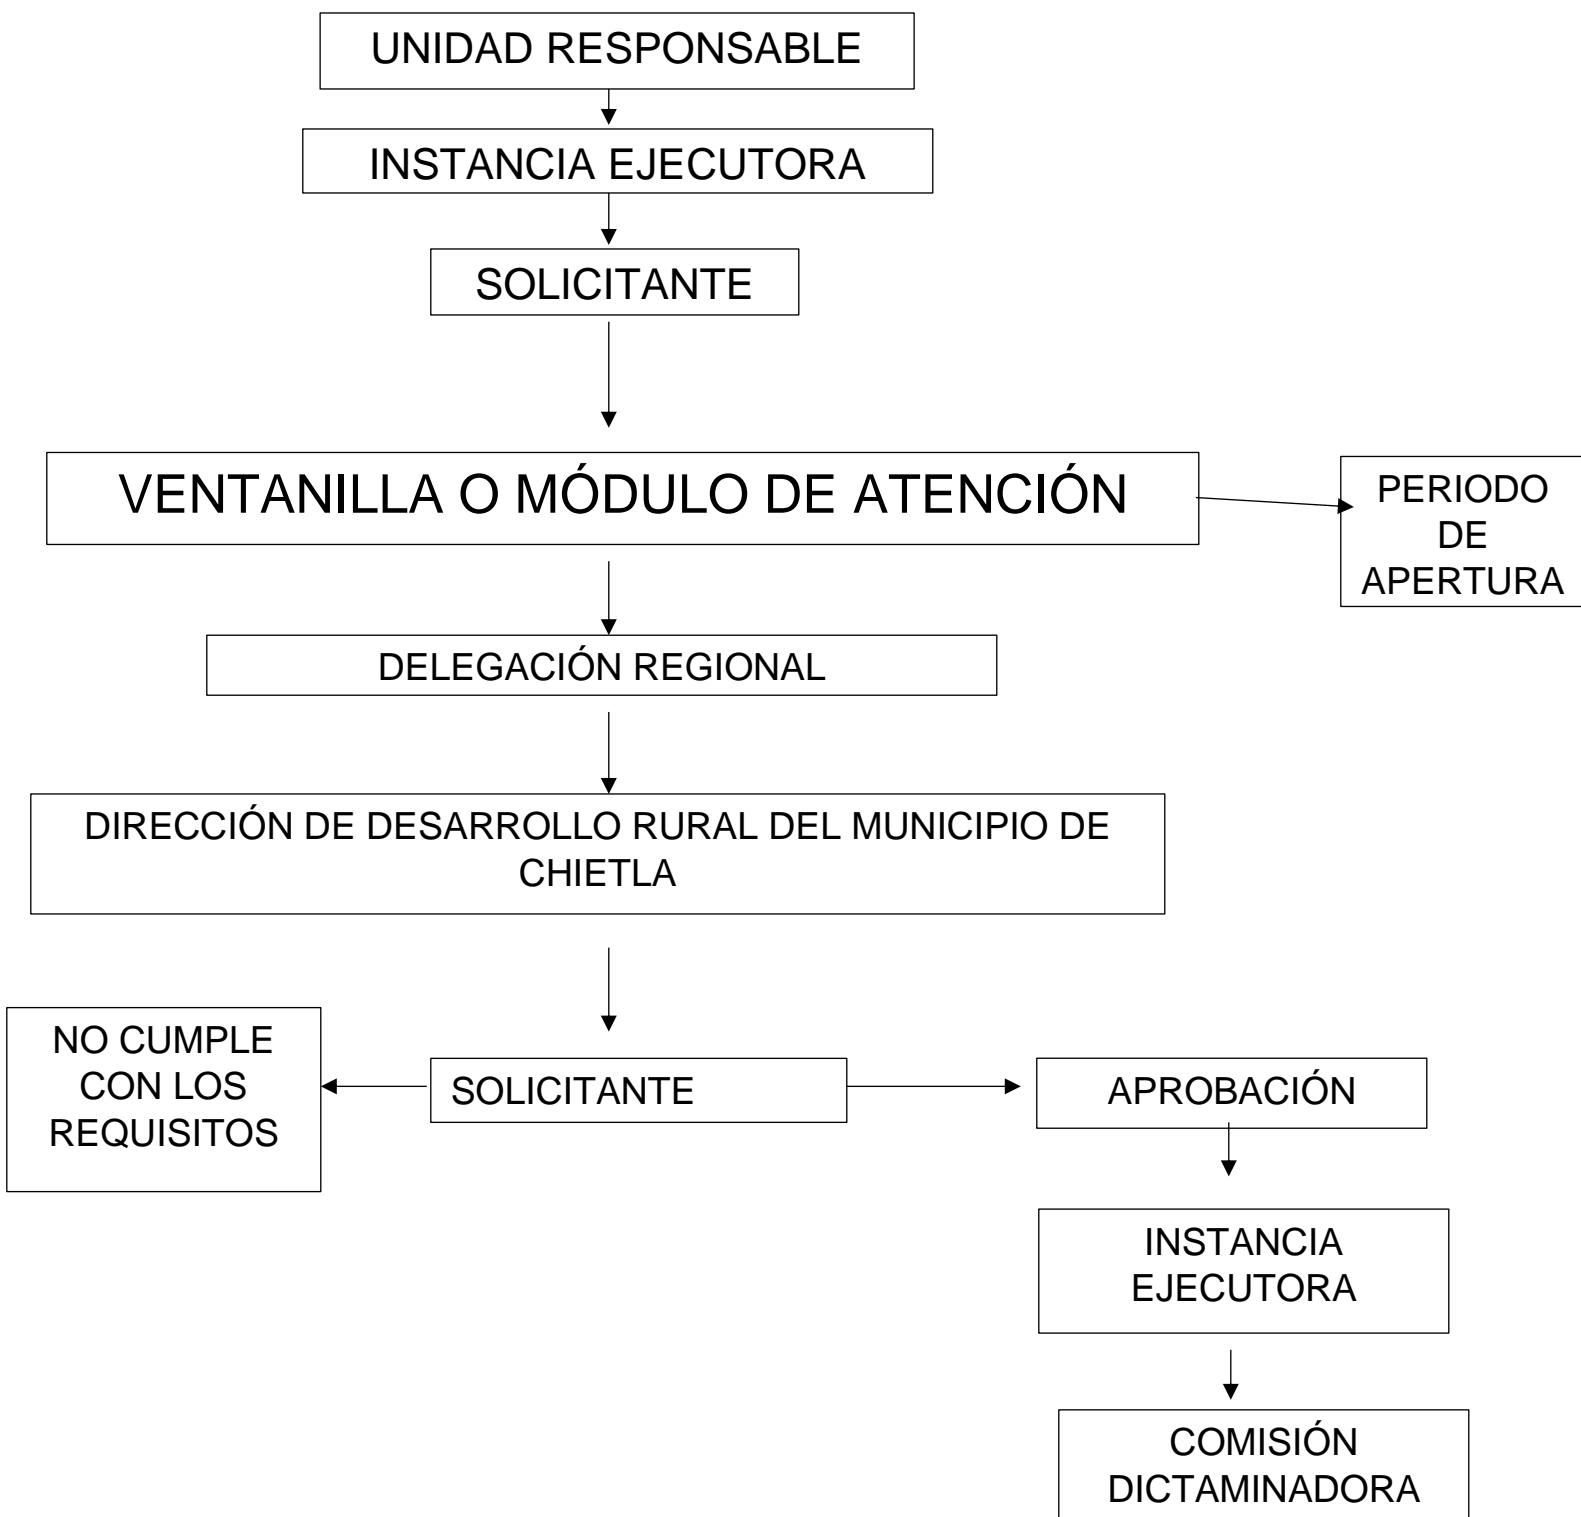 UNIDAD RESPONSABLE
INSTANCIA EJECUTORA
SOLICITANTE
VENTANILLA O MÓDULO DE ATENCIÓN
PERIODO
DE
APERTURA
DELEGACIÓN REGIONAL
DIRECCIÓN DE DESARROLLO RURAL DEL MUNICIPIO DE
CHIETLA
NO CUMPLE
CON LOS
REQUISITOS
SOLICITANTE
APROBACIÓN
INSTANCIA
EJECUTORA
COMISIÓN
DICTAMINADORA